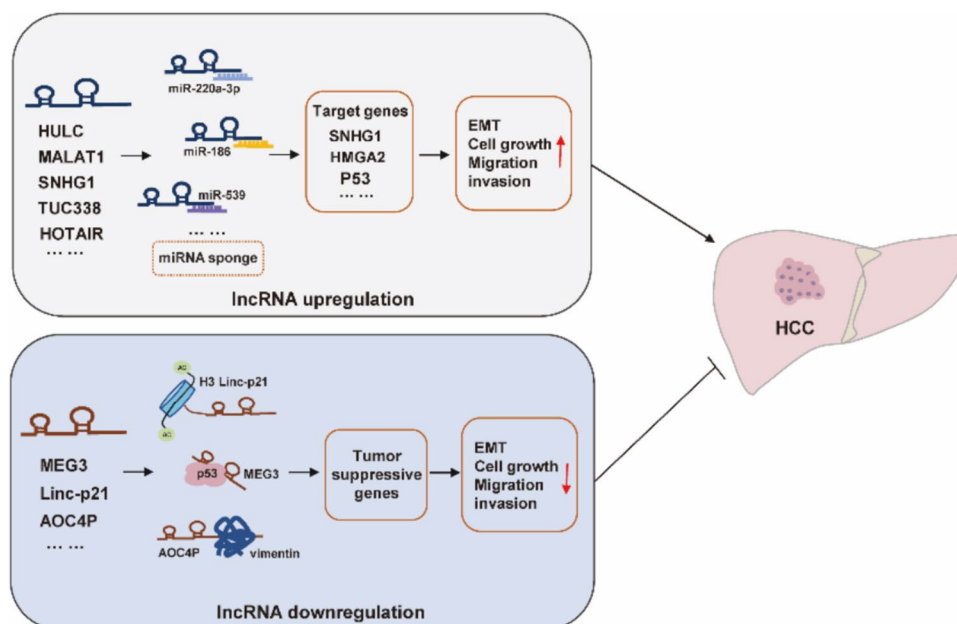 HULC
MALAT1
SNHG1
TUC338
HOTAIR
... ...
miR-220a-3p
miR-186
miR-539
... ...
miRNA sponge
Target genes
SNHG1
HMGA2
P53
... ...
EMT
Cell growth
Migration
invasion
lncRNA upregulation
HCC
MEG3
Linc-p21
AOC4P
... ...
AC
H3 Linc-p21
AC
p53
MEG3
AOC4P
vimentin
Tumor
suppressive
genes
EMT
Cell growth
Migration
invasion
lncRNA downregulation